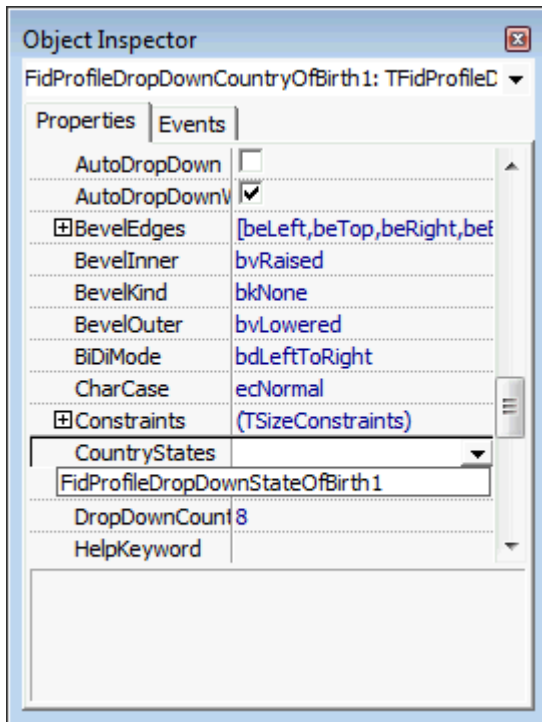 Object Inspector
FidProfileDropDownCountryOfBirth1: TFidProfileD
Properties Events
AutoDropDown
AutoDropDownW
BevelEdges [beLeft,beTop,beRight,beB
BevelInner bvRaised
BevelKind bkNone
BevelOuter bvLowered
BiDiMode bdLeftToRight
CharCase ecNormal
Constraints (TSizeConstraints)
CountryStates
FidProfileDropDownStateOfBirth1
DropDownCount 8
HelpKeyword